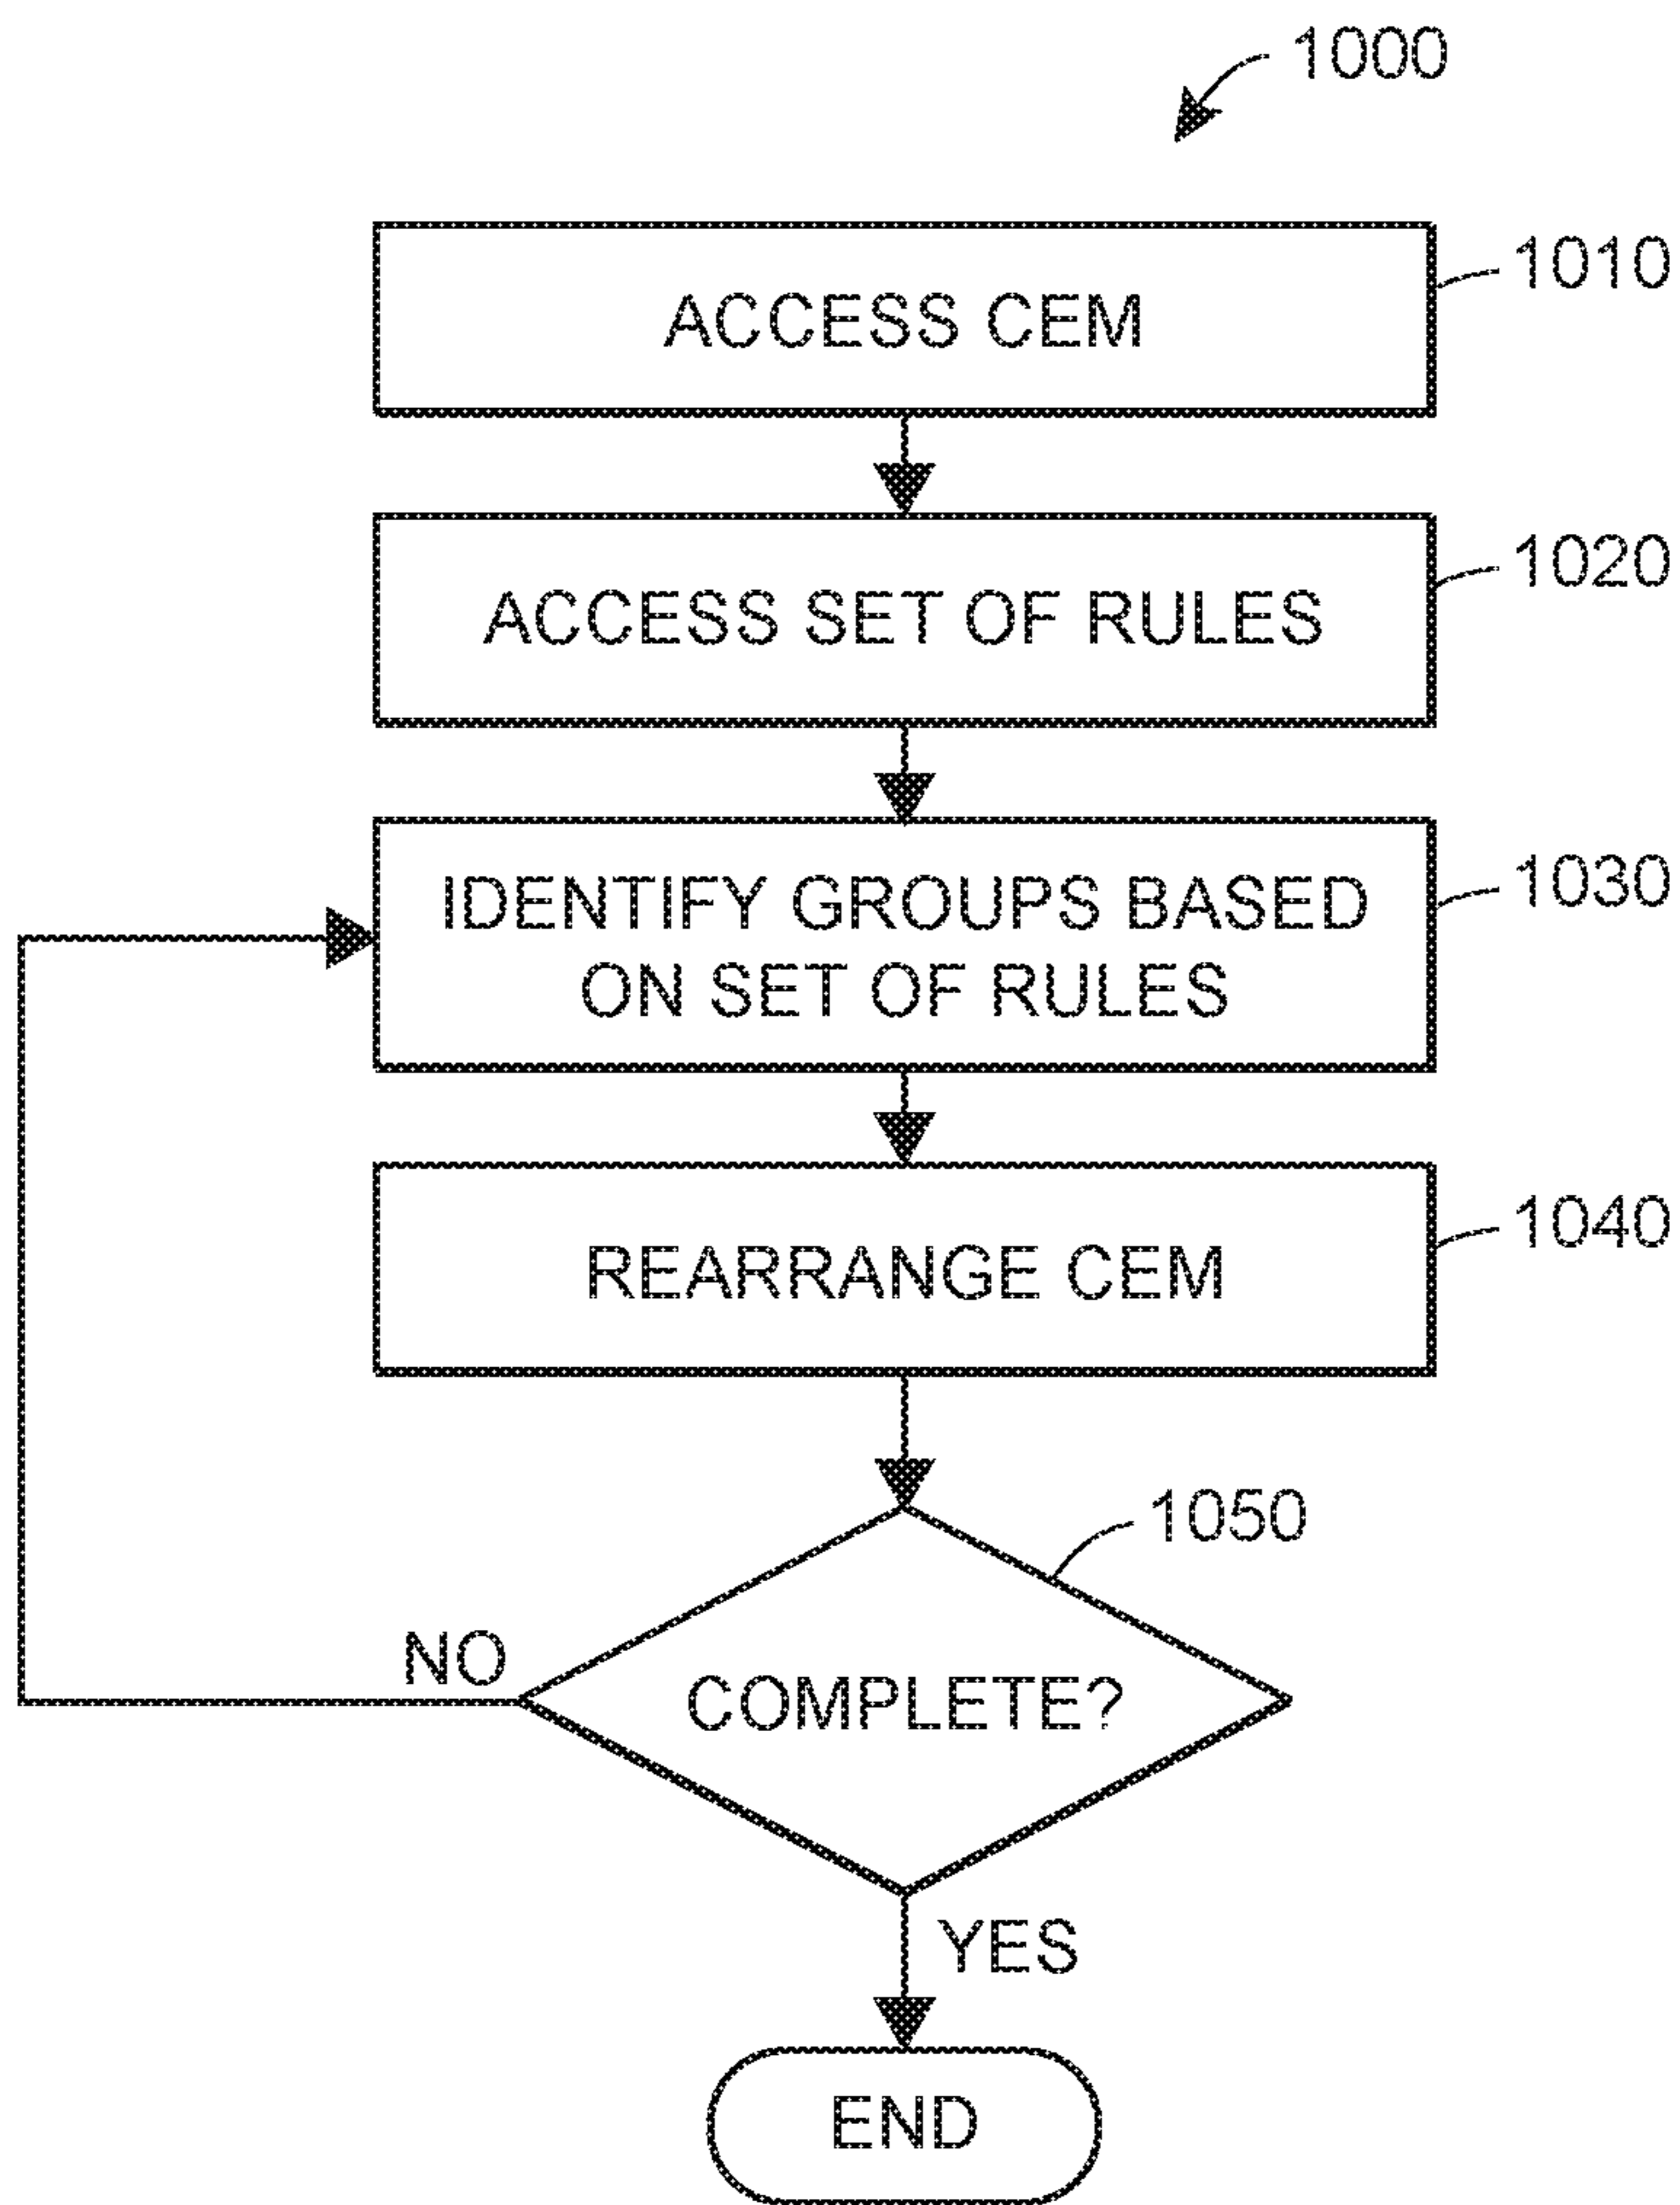 1000
ACCESS CEM
1010
ACCESS SET OF RULES
1020
IDENTIFY GROUPS BASED
ON SET OF RULES
1030
REARRANGE CEM
1040
1050
COMPLETE?
NO
YES
END